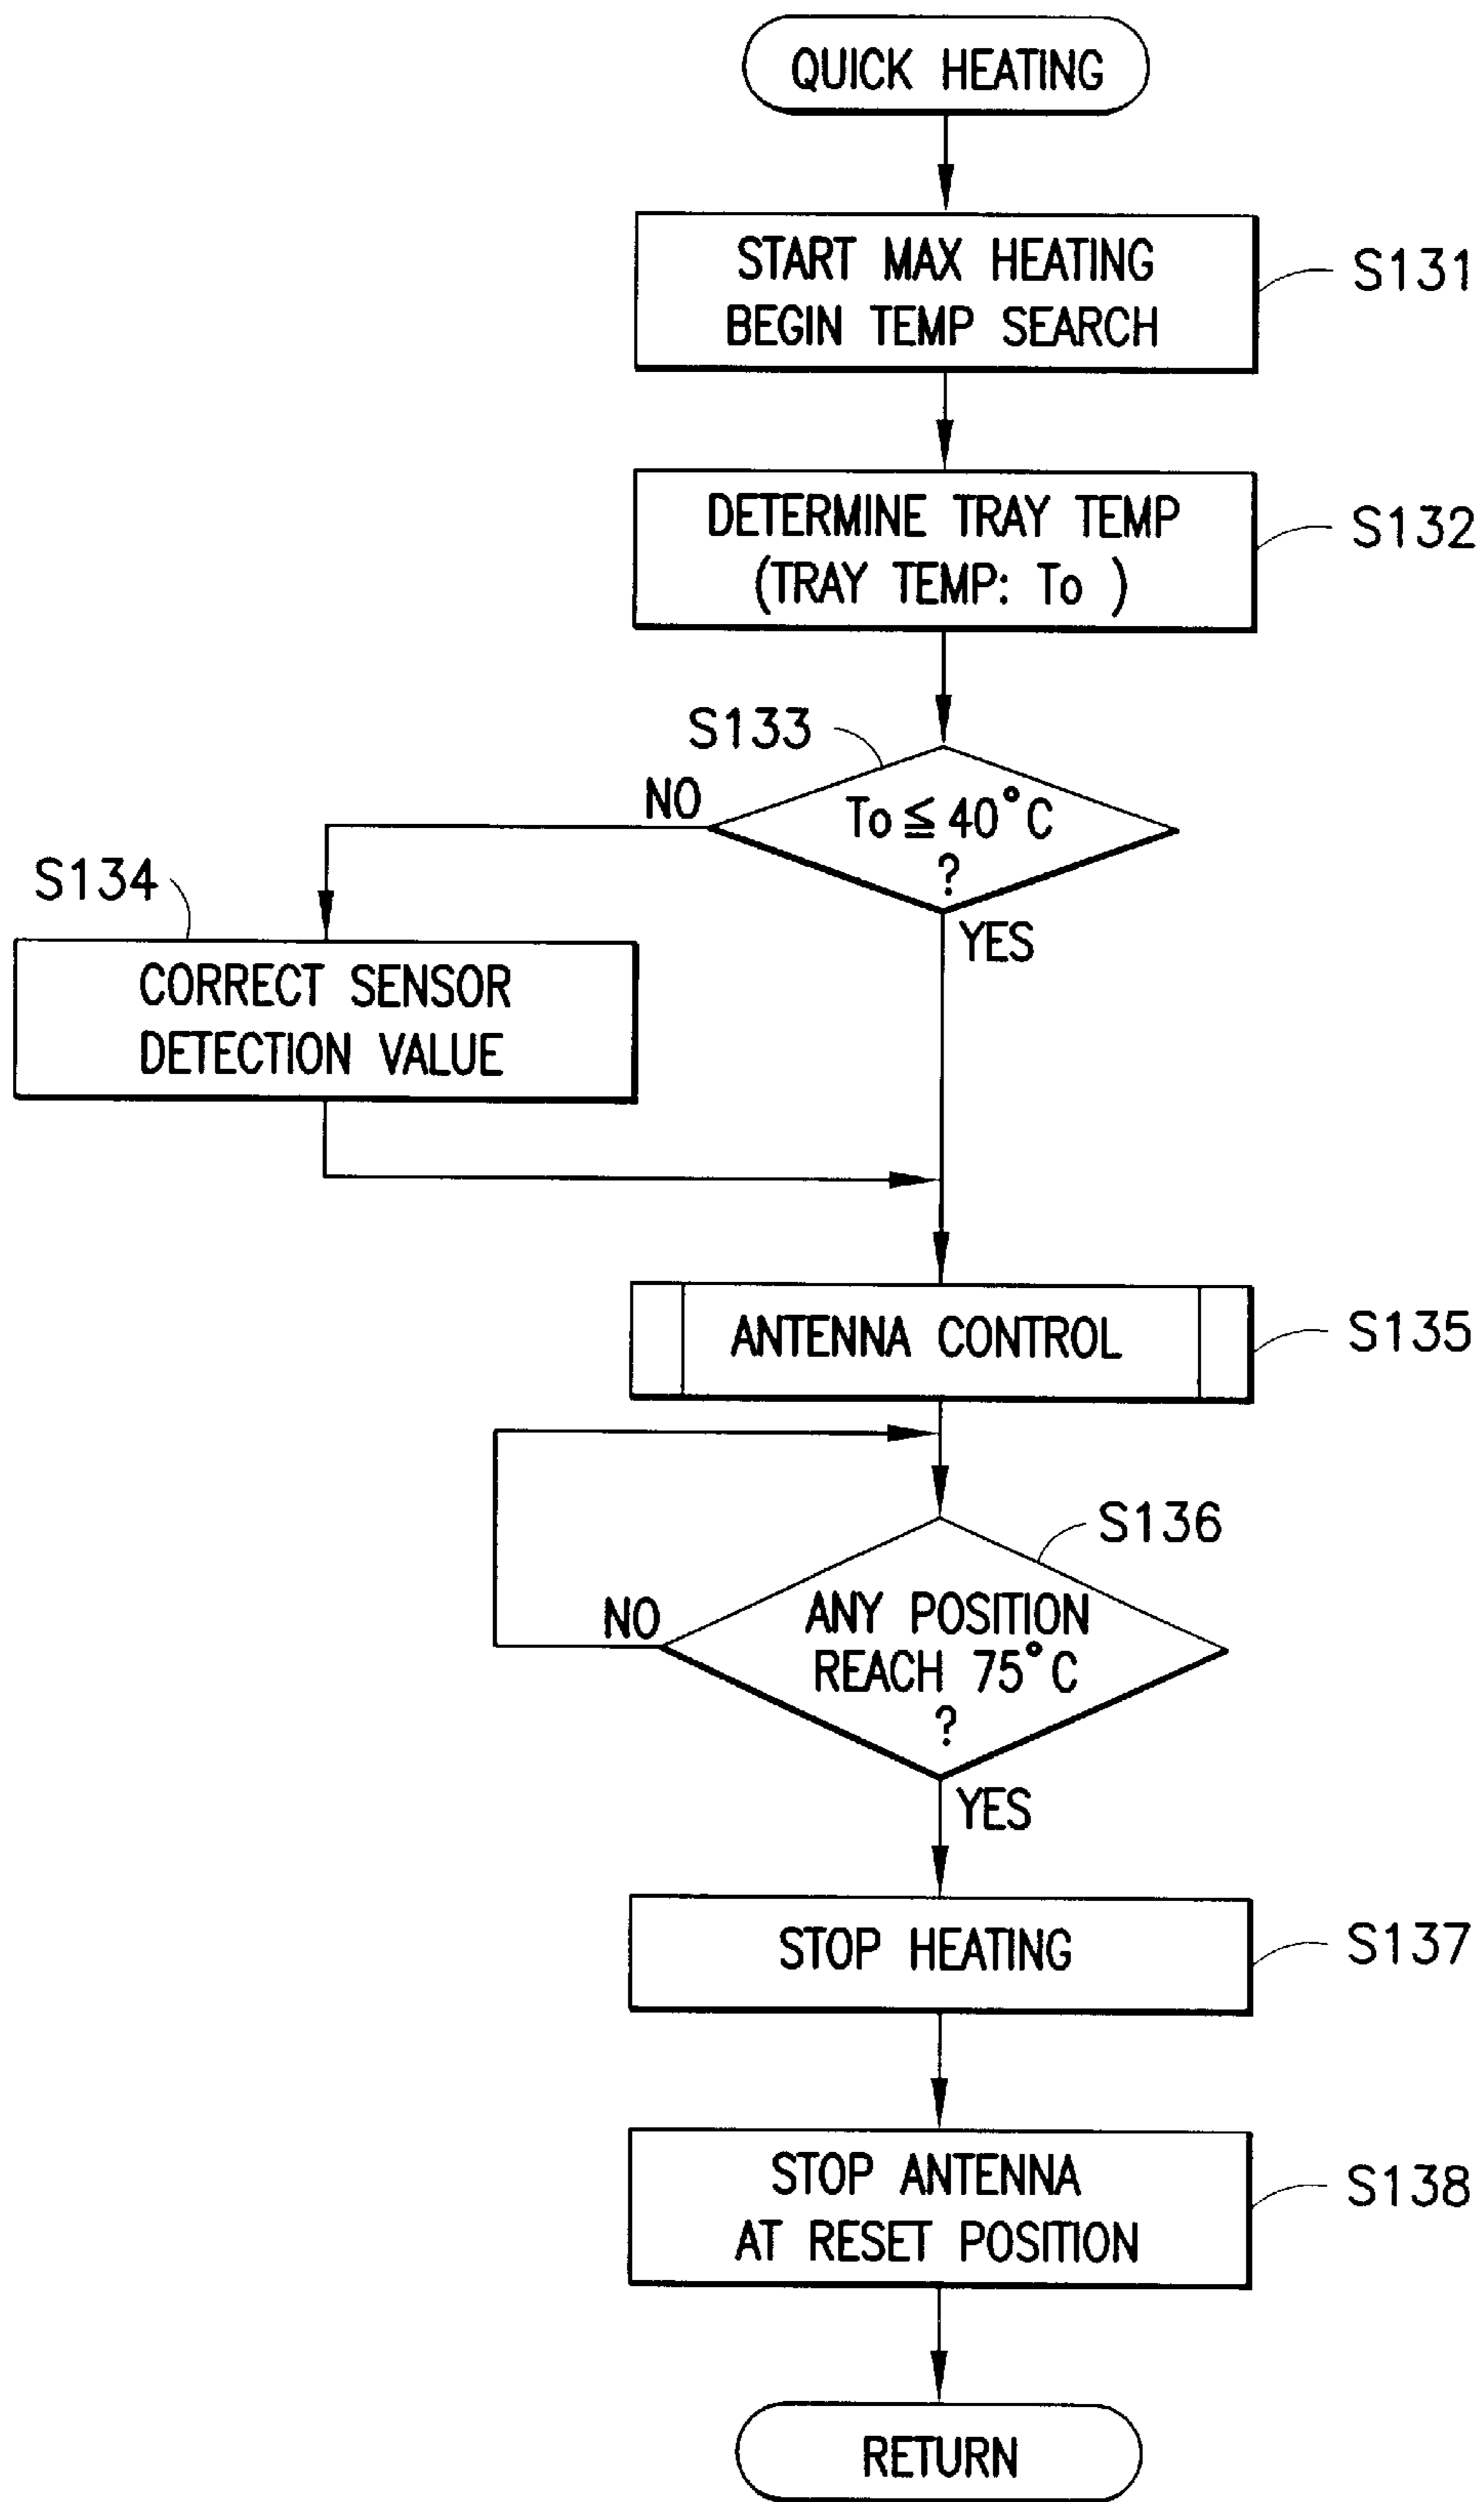 QUICK HEATING
START MAX HEATING
BEGIN TEMP SEARCH
S131
DETERMINE TRAY TEMP
(TRAY TEMP: To )
S132
S133
NO
To ≦ 40°C
?
YES
S134
CORRECT SENSOR
DETECTION VALUE
ANTENNA CONTROL
S135
S136
NO
ANY POSITION
REACH 75°C
?
YES
STOP HEATING
S137
STOP ANTENNA
AT RESET POSITION
S138
RETURN